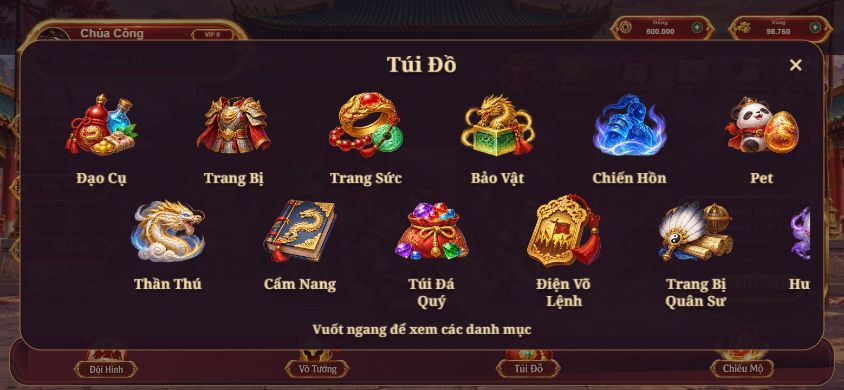 Chúa Công
VIP 0
Đồng
500.000
Vàng
98.760
Túi Đồ
Đạo Cụ
Trang Bị
Trang Sức
Bảo Vật
Chiến Hồn
Pet
Thần Thú
Cẩm Nang
Túi Đá
Quý
Điện Võ
Lệnh
Trang Bị
Quân Sư
Hu
Vuốt ngang để xem các danh mục
Đội Hình
Võ Tướng
Túi Đồ
Chiêu Mộ